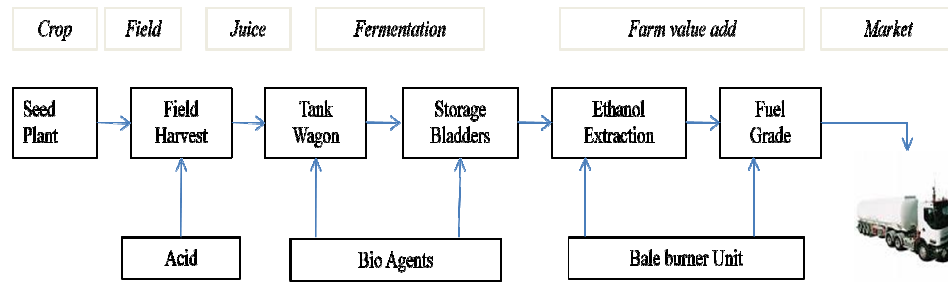 Crop Field Juice Fermentation Farm value add Market
Seed Plant
Field Harvest
Tank Wagon
Storage Bladders
Ethanol Extraction
Fuel Grade
Acid
Bio Agents
Bale burner Unit